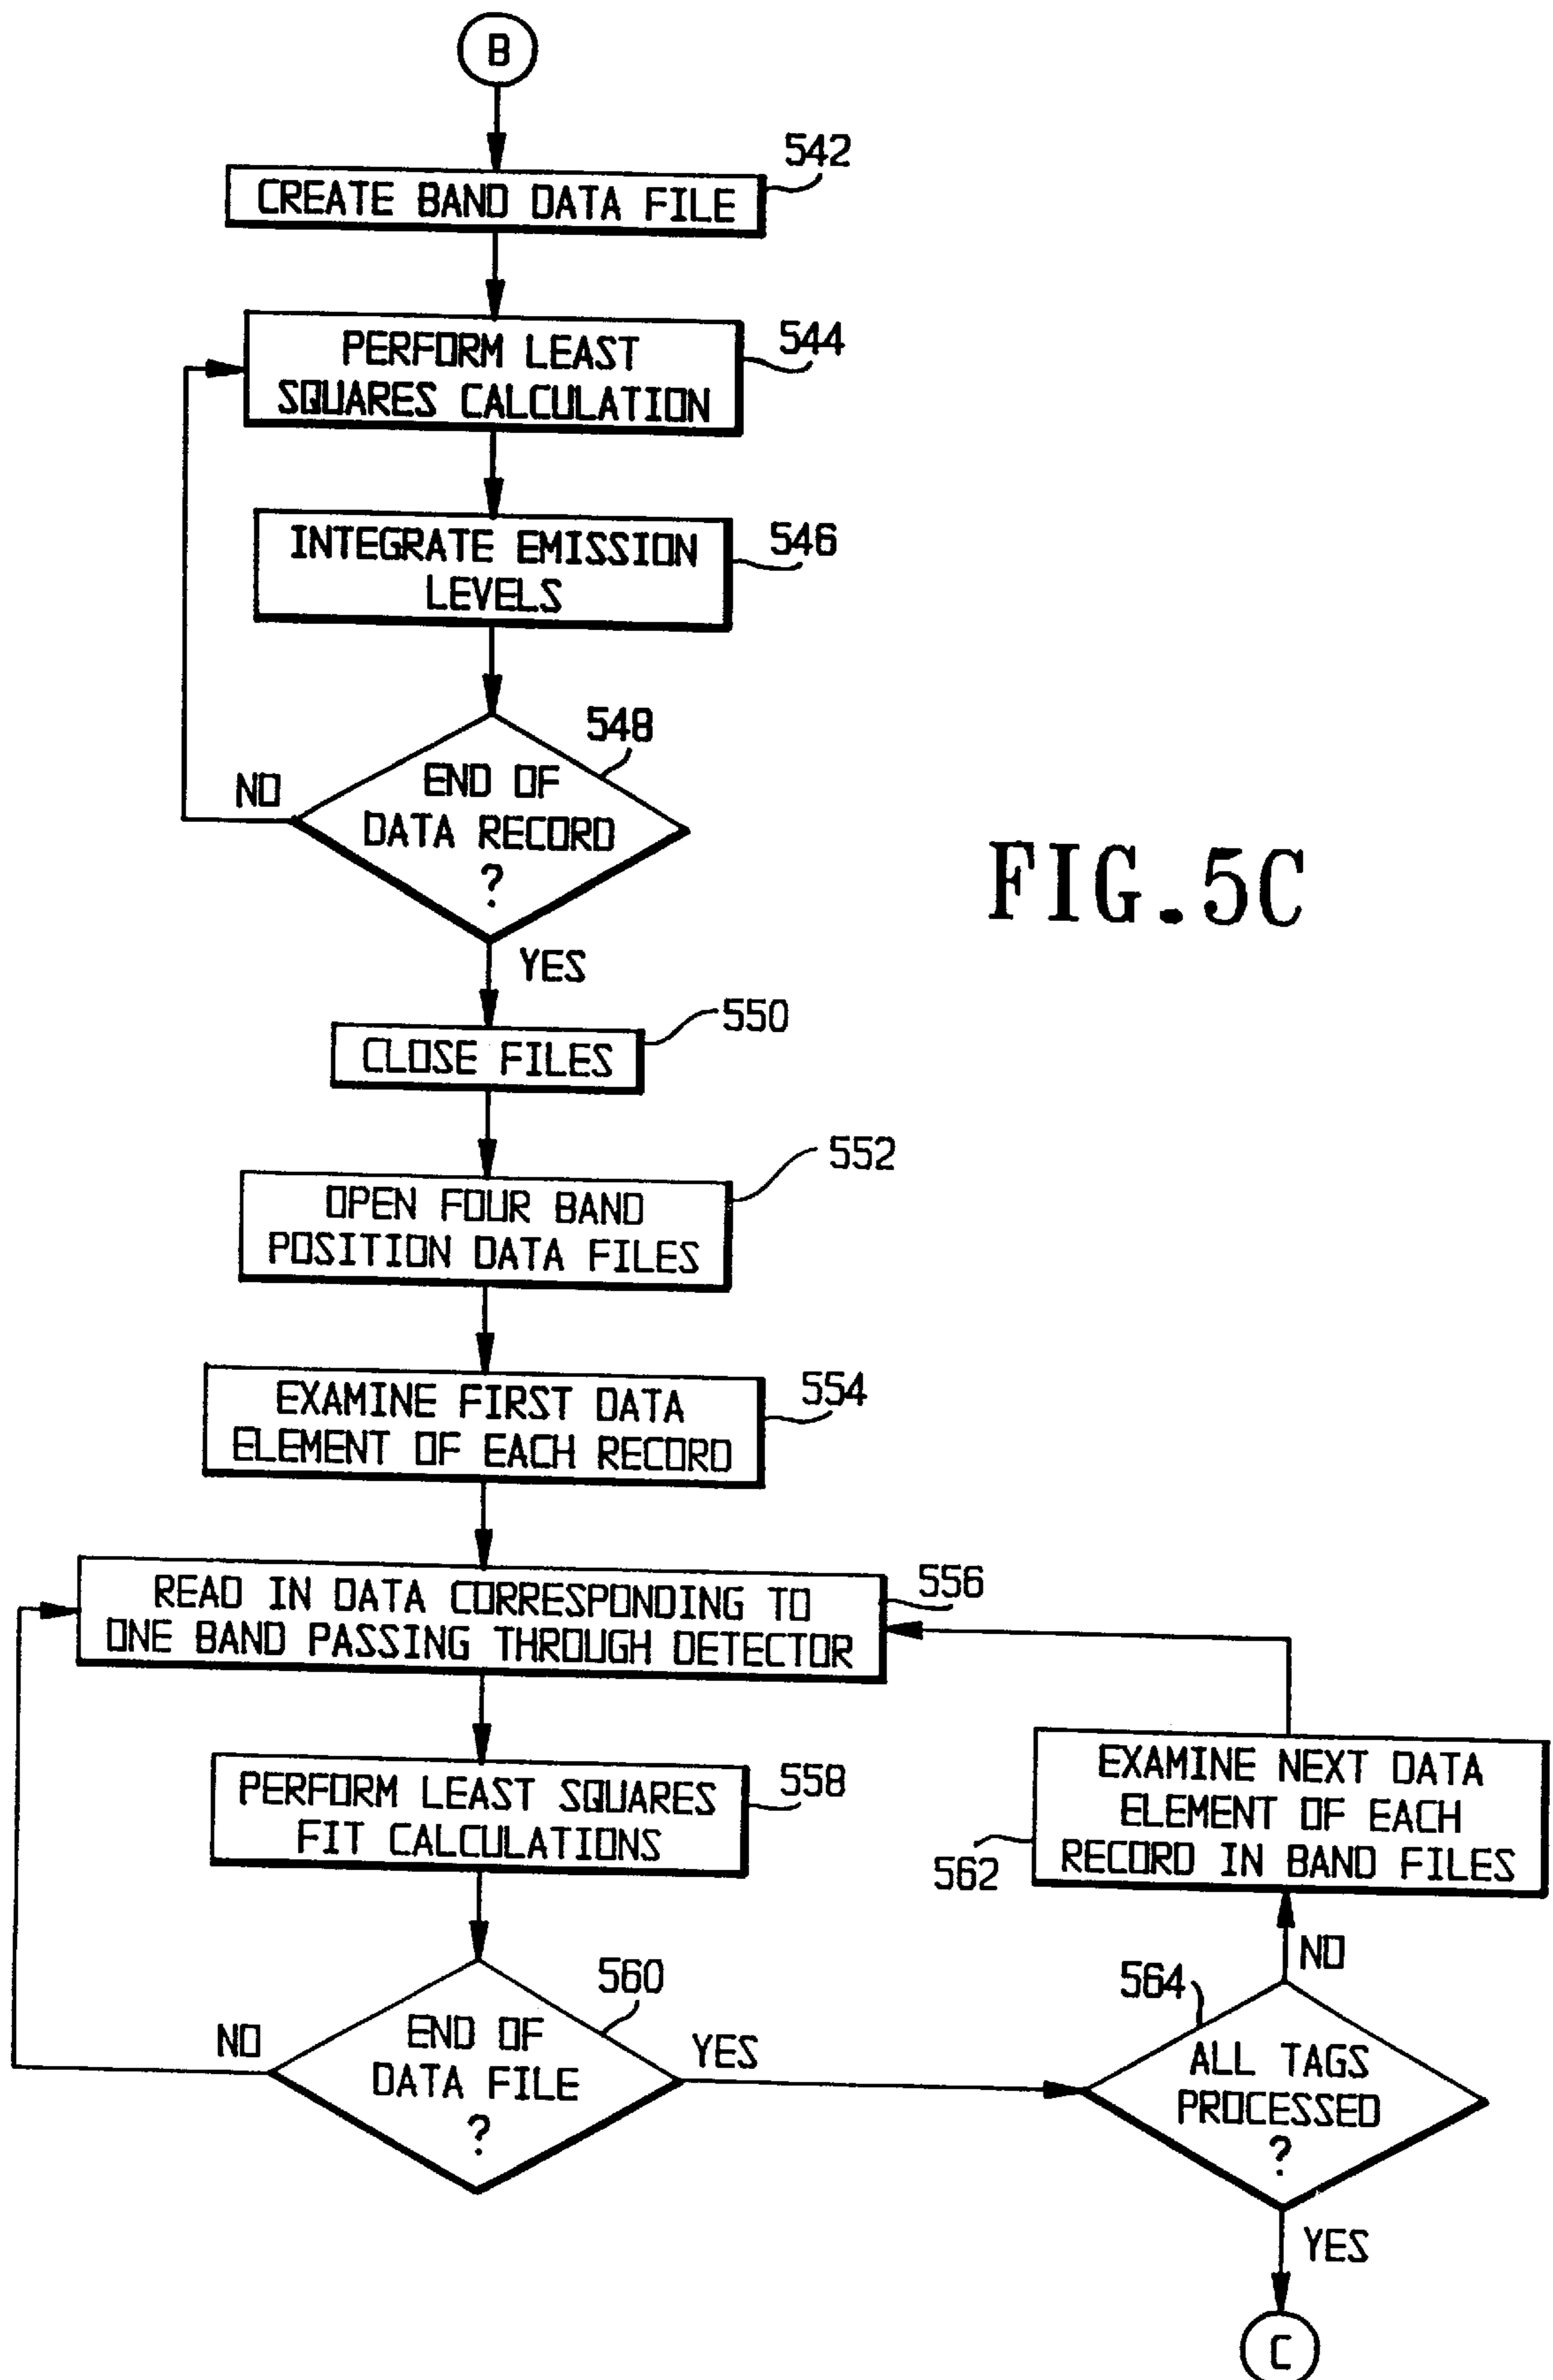 B
542
CREATE BAND DATA FILE
544
PERFORM LEAST
SQUARES CALCULATION
546
INTEGRATE EMISSION
LEVELS
548
END OF
DATA RECORD
?
NO
YES
FIG.5C
550
CLOSE FILES
552
OPEN FOUR BAND
POSITION DATA FILES
554
EXAMINE FIRST DATA
ELEMENT OF EACH RECORD
556
READ IN DATA CORRESPONDING TO
ONE BAND PASSING THROUGH DETECTOR
558
PERFORM LEAST SQUARES
FIT CALCULATIONS
560
END OF
DATA FILE
?
NO
YES
562
EXAMINE NEXT DATA
ELEMENT OF EACH
RECORD IN BAND FILES
NO
564
ALL TAGS
PROCESSED
?
YES
C